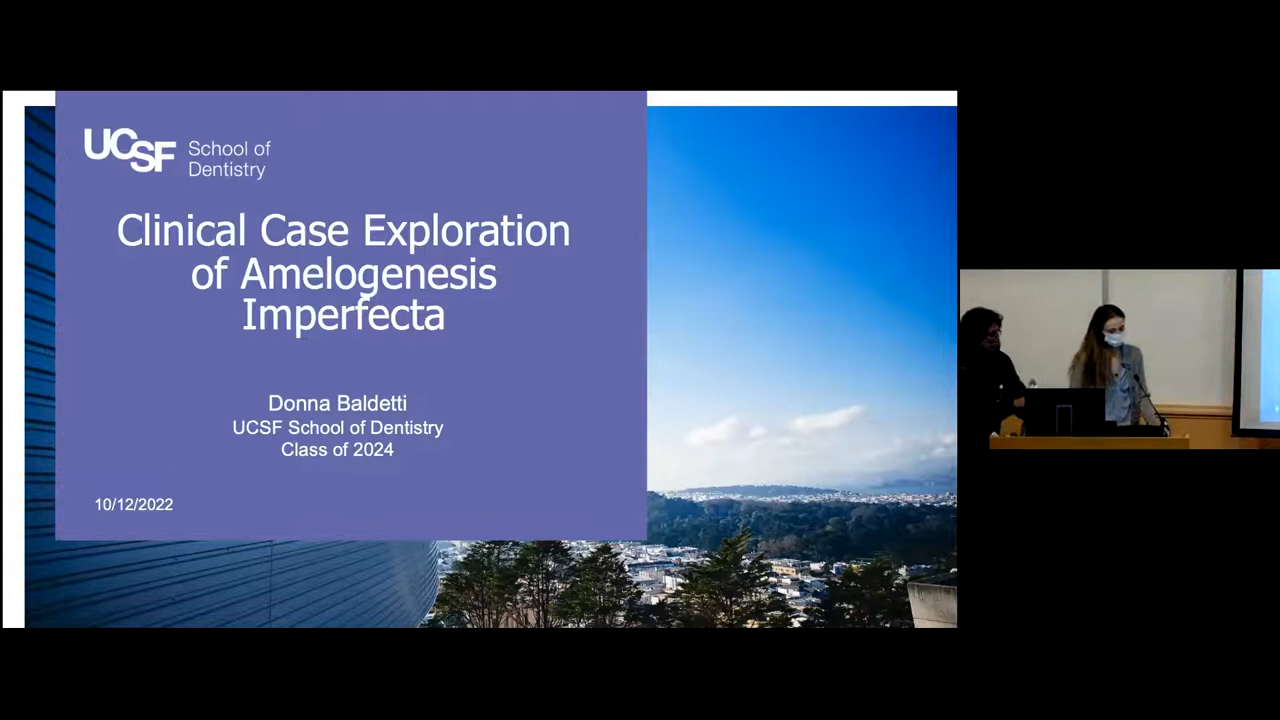 UCSF
School of
Dentistry
Clinical Case Exploration
of Amelogenesis
Imperfecta
Donna Baldetti
UCSF School of Dentistry
Class of 2024
10/12/2022